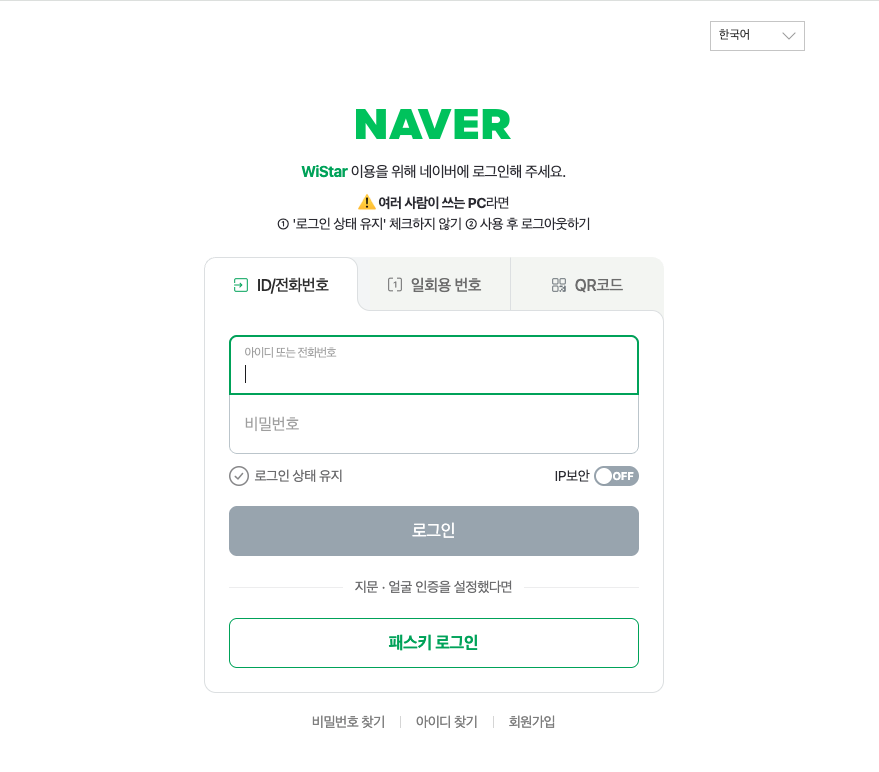 한국어
NAVER
WiStar 이용을 위해 네이버에 로그인해 주세요.
⚠️ 여러 사람이 쓰는 PC라면
① '로그인 상태 유지' 체크하지 않기 ② 사용 후 로그아웃하기
ID/전화번호 1 일회용 번호 QR코드
아이디 또는 전화번호
비밀번호
로그인 상태 유지 IP보안 OFF
로그인
지문 · 얼굴 인증을 설정했다면
패스키 로그인
비밀번호 찾기 | 아이디 찾기 | 회원가입